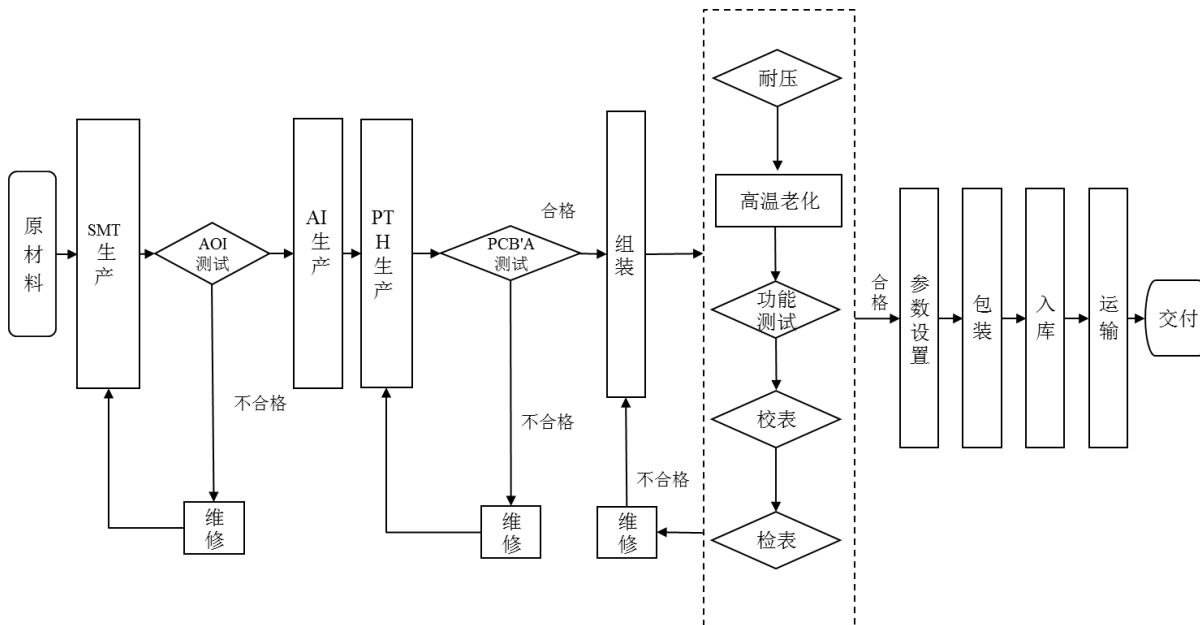 原
材
料
SMT
生
产
AOI
测试
不合格
维
修
AI
生
产
PT
H
生
产
合格
PCB'A
测试
不合格
维
修
组
装
不合格
维
修
耐压
高温老化
功能
测试
校表
检表
合
格
参
数
设
置
包
装
入
库
运
输
交付